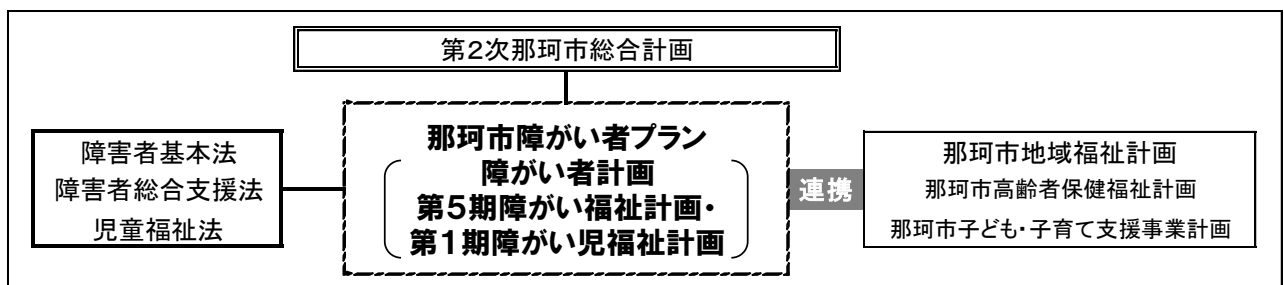 第2次那珂市総合計画
障害者基本法
障害者総合支援法
児童福祉法
那珂市障がい者プラン
障がい者計画
第5期障がい福祉計画・
第1期障がい児福祉計画
連携
那珂市地域福祉計画
那珂市高齢者保健福祉計画
那珂市子ども・子育て支援事業計画